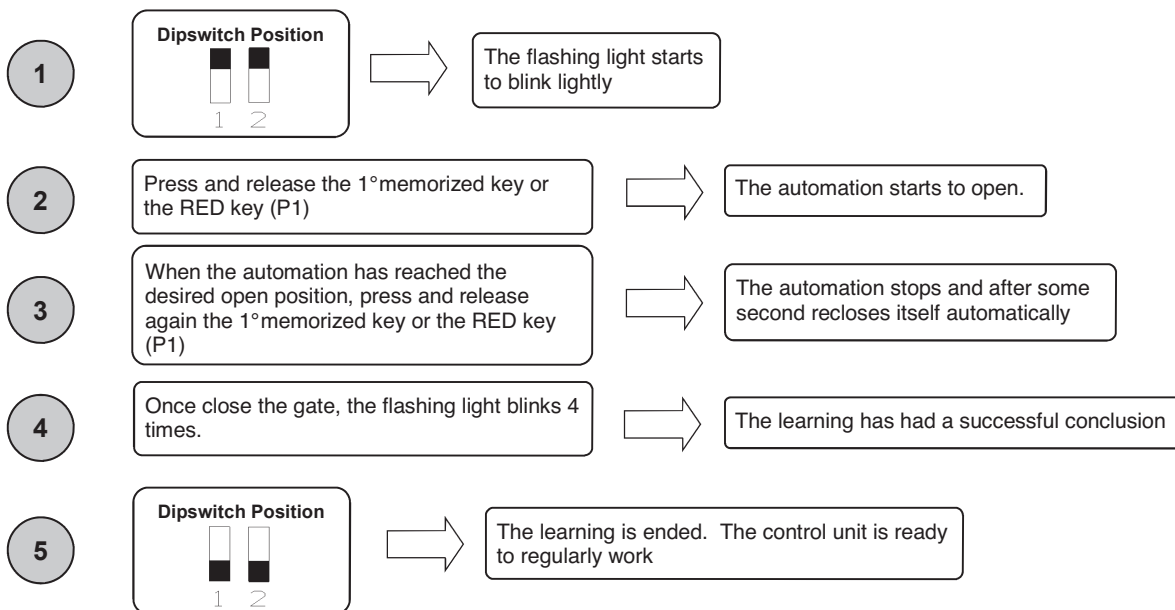 1
Dipswitch Position
1 2
The flashing light starts
to blink lightly
2
Press and release the 1°memorized key or
the RED key (P1)
The automation starts to open.
3
When the automation has reached the
desired open position, press and release
again the 1°memorized key or the RED key
(P1)
The automation stops and after some
second recloses itself automatically
4
Once close the gate, the flashing light blinks 4
times.
The learning has had a successful conclusion
5
Dipswitch Position
1 2
The learning is ended. The control unit is ready
to regularly work